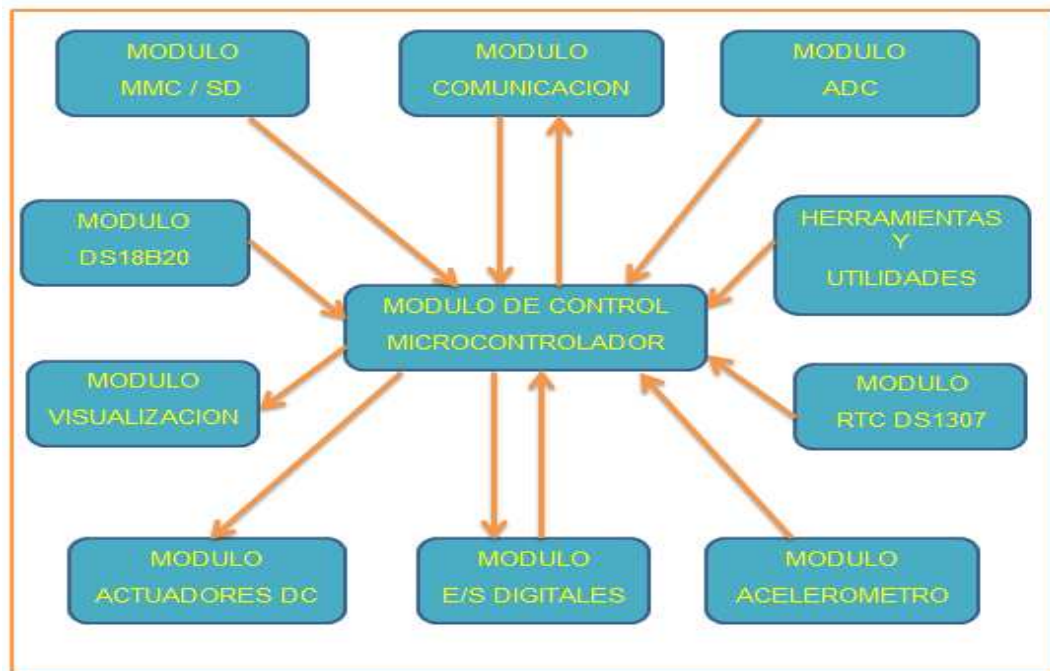 MODULO
MMC / SD
MODULO
COMUNICACION
MODULO
ADC
MODULO
DS18B20
HERRAMIENTAS
Y
UTILIDADES
MODULO DE CONTROL
MICROCONTROLADOR
MODULO
VISUALIZACION
MODULO
RTC DS1307
MODULO
ACTUADORES DC
MODULO
E/S DIGITALES
MODULO
ACELEROMETRO